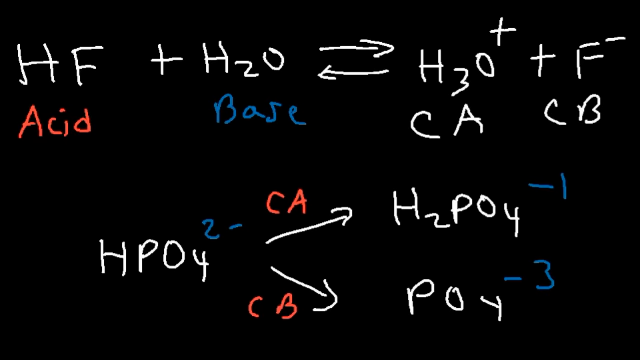 HF + H₂O ⇌ H₃O⁺ + F⁻
Acid Base CA CB
CA H₂PO₄⁻¹
HPO₄²⁻
CB PO₄⁻³